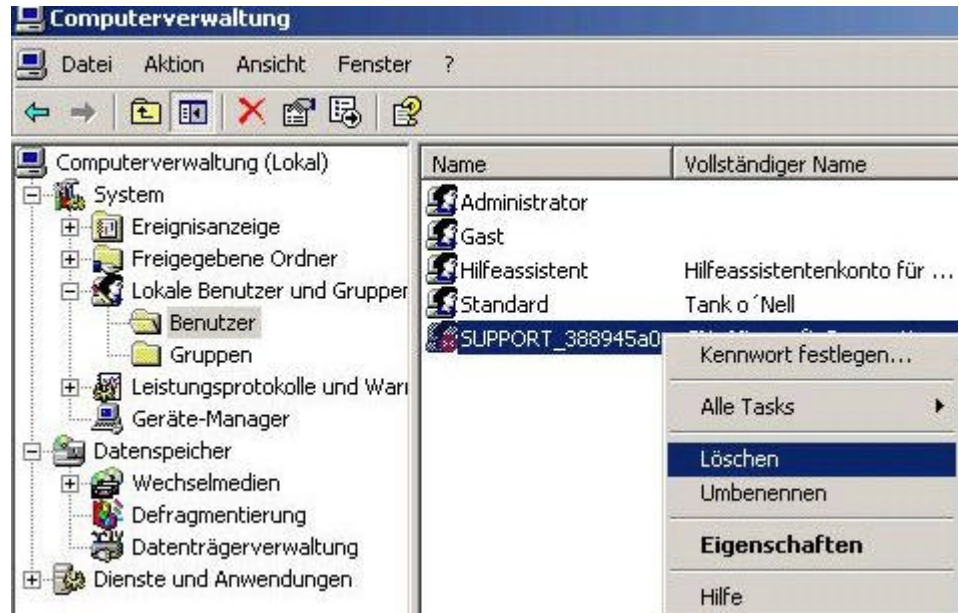 Computerverwaltung
Datei Aktion Ansicht Fenster ?
Computerverwaltung (Lokal)
System
Ereignisanzeige
Freigegebene Ordner
Lokale Benutzer und Gruppen
Benutzer
Gruppen
Leistungsprotokolle und Warn
Geräte-Manager
Datenspeicher
Wechselmedien
Defragmentierung
Datenträgerverwaltung
Dienste und Anwendungen
Name Vollständiger Name
Administrator
Gast
Hilfeassistent Hilfeassistentenkonto für ...
Standard Tank o´Nell
SUPPORT_388945a0
Kennwort festlegen...
Alle Tasks
Löschen
Umbenennen
Eigenschaften
Hilfe